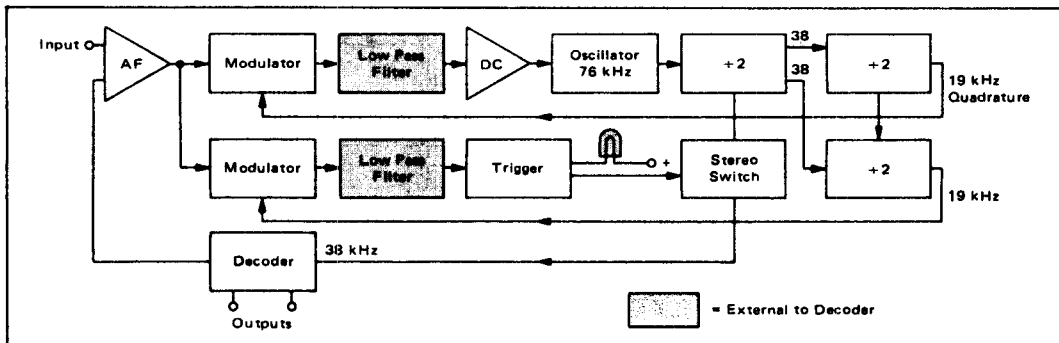 Input
AF
Modulator
Low Pass
Filter
DC
Oscillator
76 kHz
÷2
38
38
÷2
19 kHz
Quadrature
Modulator
Low Pass
Filter
Trigger
+
Stereo
Switch
÷2
19 kHz
Decoder
38 kHz
Outputs
= External to Decoder